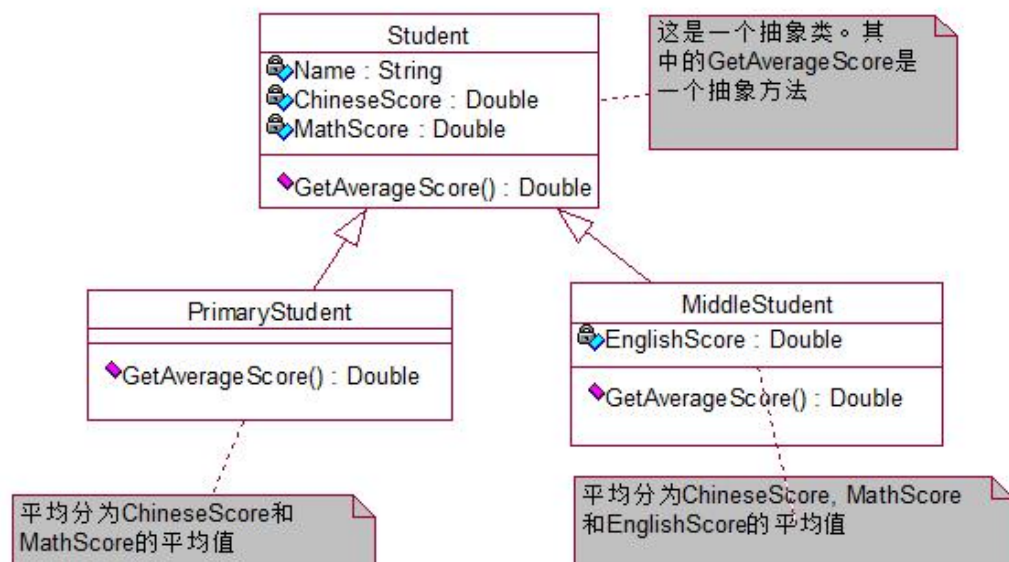 Student
Name : String
ChineseScore : Double
MathScore : Double
GetAverageScore() : Double
这是一个抽象类。其
中的GetAverageScore是
一个抽象方法
PrimaryStudent
GetAverageScore() : Double
MiddleStudent
EnglishScore : Double
GetAverageScore() : Double
平均分为ChineseScore和
MathScore的平均值
平均分为ChineseScore, MathScore
和EnglishScore的平均值